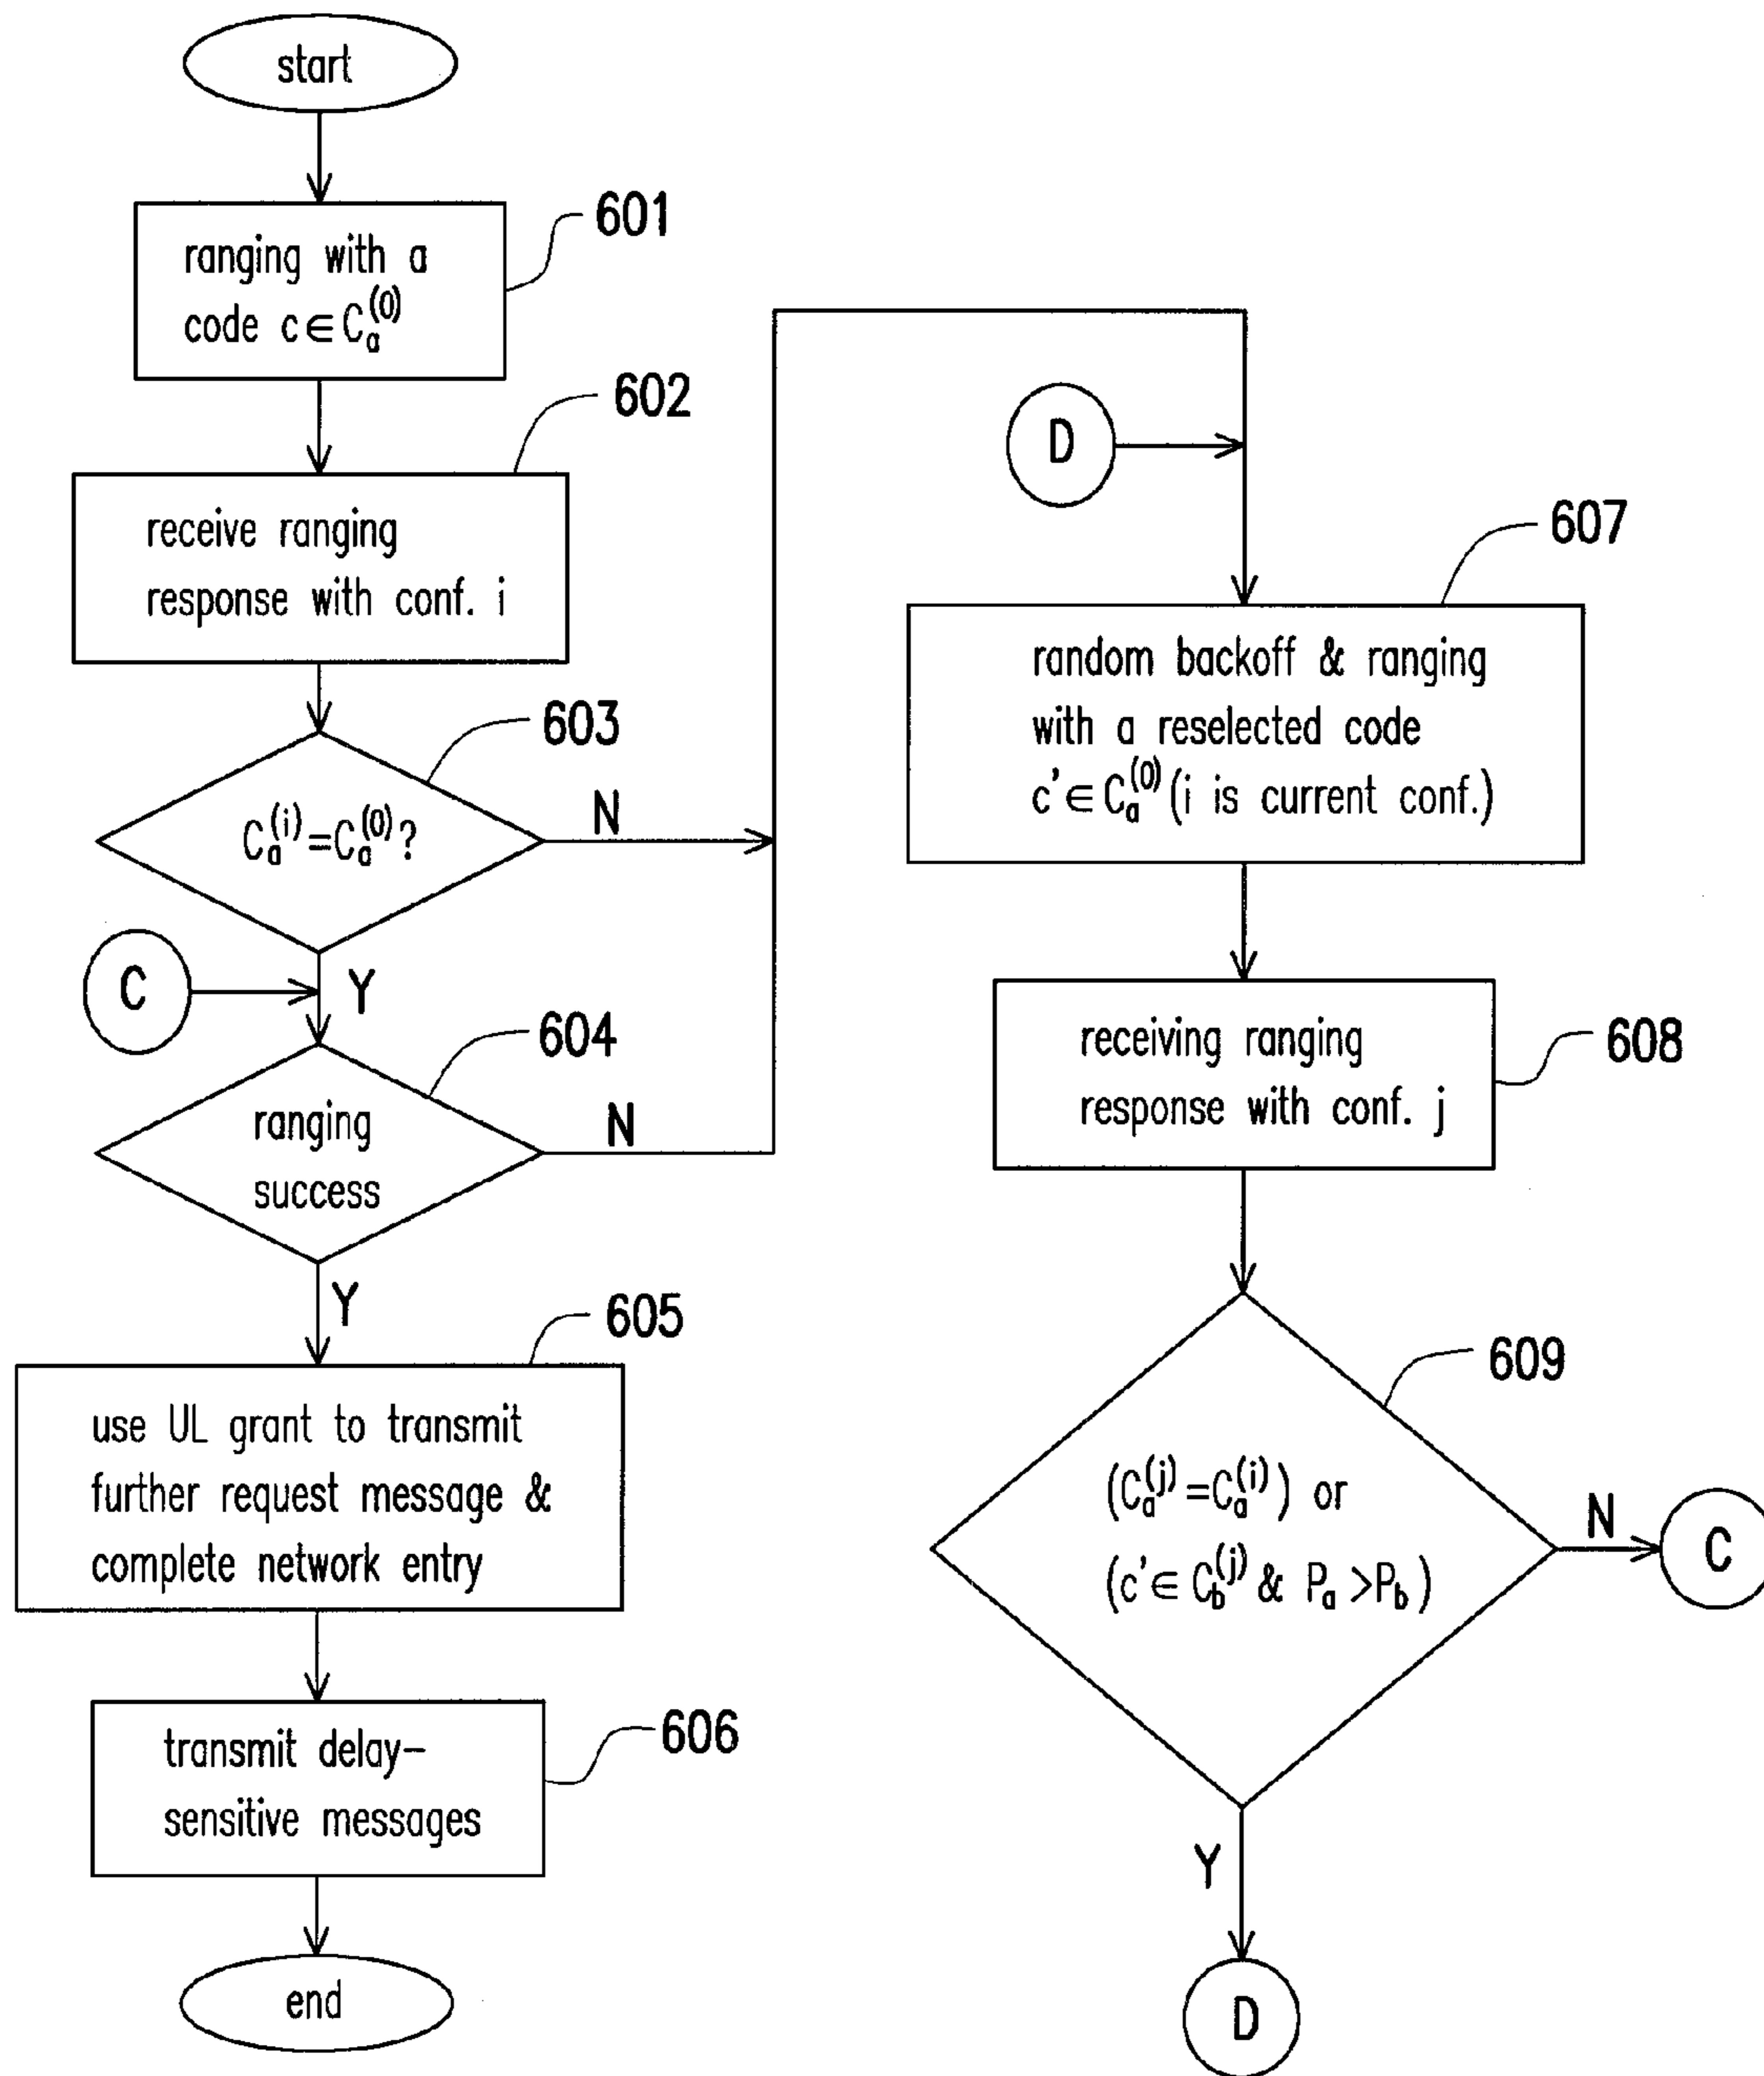 start
601
ranging with a
code c∈C_a^(0)
602
receive ranging
response with conf. i
603
C_a^(i)=C_a^(0)?
N
C
Y
604
ranging
success
N
Y
605
use UL grant to transmit
further request message &
complete network entry
606
transmit delay-
sensitive messages
end
D
607
random backoff & ranging
with a reselected code
c'∈C_a^(0)(i is current conf.)
608
receiving ranging
response with conf. j
609
(C_a^(j)=C_a^(i)) or
(c'∈C_b^(j) & P_a>P_b)
N
C
Y
D